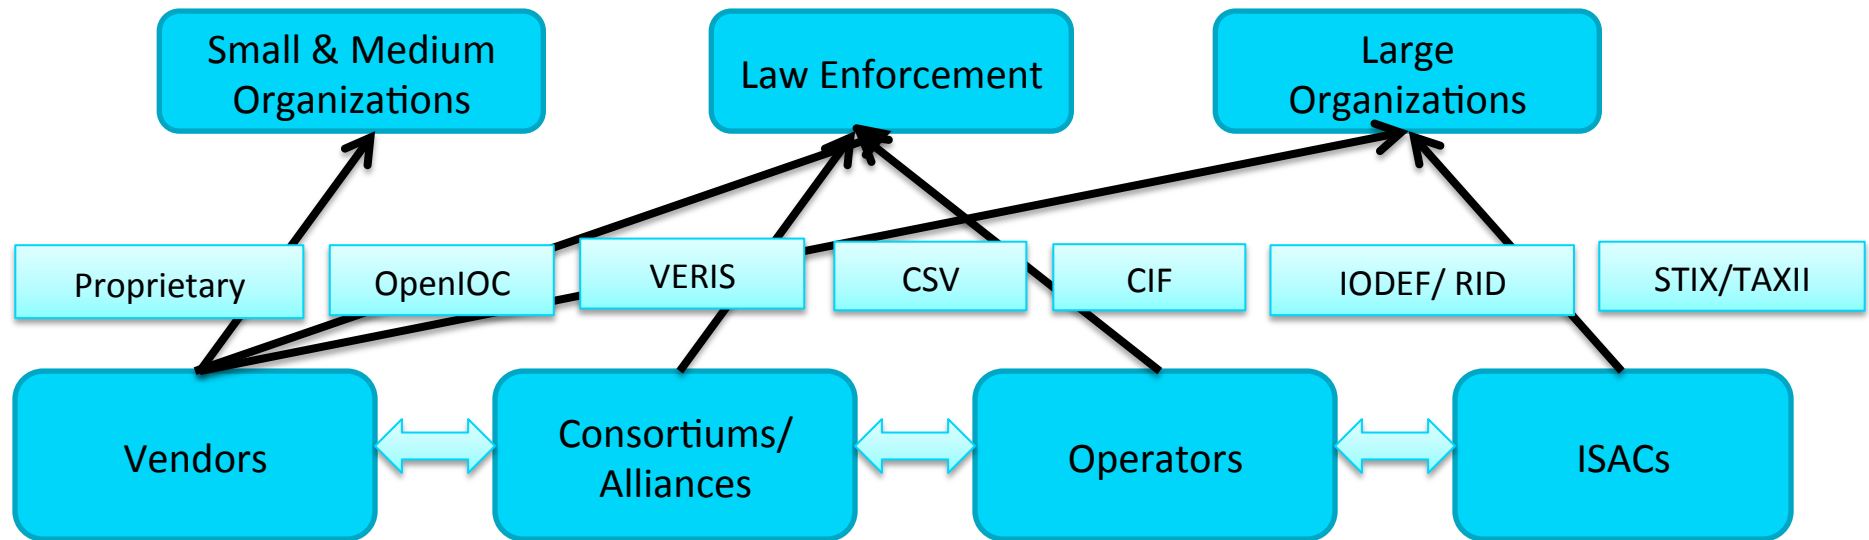 Small & Medium
Organizations
Law Enforcement
Large
Organizations
Proprietary
OpenIOC
VERIS
CSV
CIF
IODEF/ RID
STIX/TAXII
Vendors
Consortiums/
Alliances
Operators
ISACs